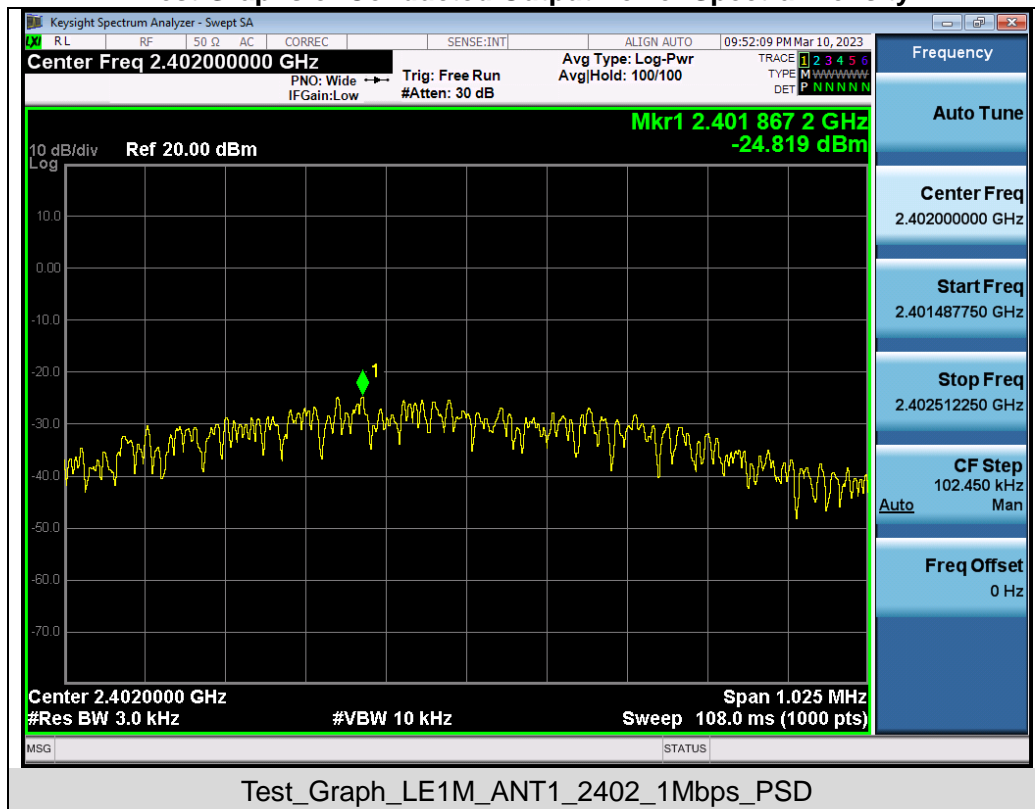 Keysight Spectrum Analyzer - Swept SA
LXI RL RF 50 Ω AC CORREC SENSE:INT ALIGN AUTO 09:52:09 PM Mar 10, 2023
Center Freq 2.402000000 GHz
PNO: Wide
IFGain:Low
Trig: Free Run
#Atten: 30 dB
Avg Type: Log-Pwr
Avg|Hold: 100/100
TRACE 1 2 3 4 5 6
TYPE M WWWWW
DET P N N N N N
Mkr1 2.401 867 2 GHz
-24.819 dBm
10 dB/div Ref 20.00 dBm
Log
10.0
0.00
-10.0
-20.0
-30.0
-40.0
-50.0
-60.0
-70.0
1
Center 2.4020000 GHz Span 1.025 MHz
#Res BW 3.0 kHz #VBW 10 kHz Sweep 108.0 ms (1000 pts)
MSG STATUS
Frequency
Auto Tune
Center Freq
2.402000000 GHz
Start Freq
2.401487750 GHz
Stop Freq
2.402512250 GHz
CF Step
102.450 kHz
Auto Man
Freq Offset
0 Hz
Test_Graph_LE1M_ANT1_2402_1Mbps_PSD